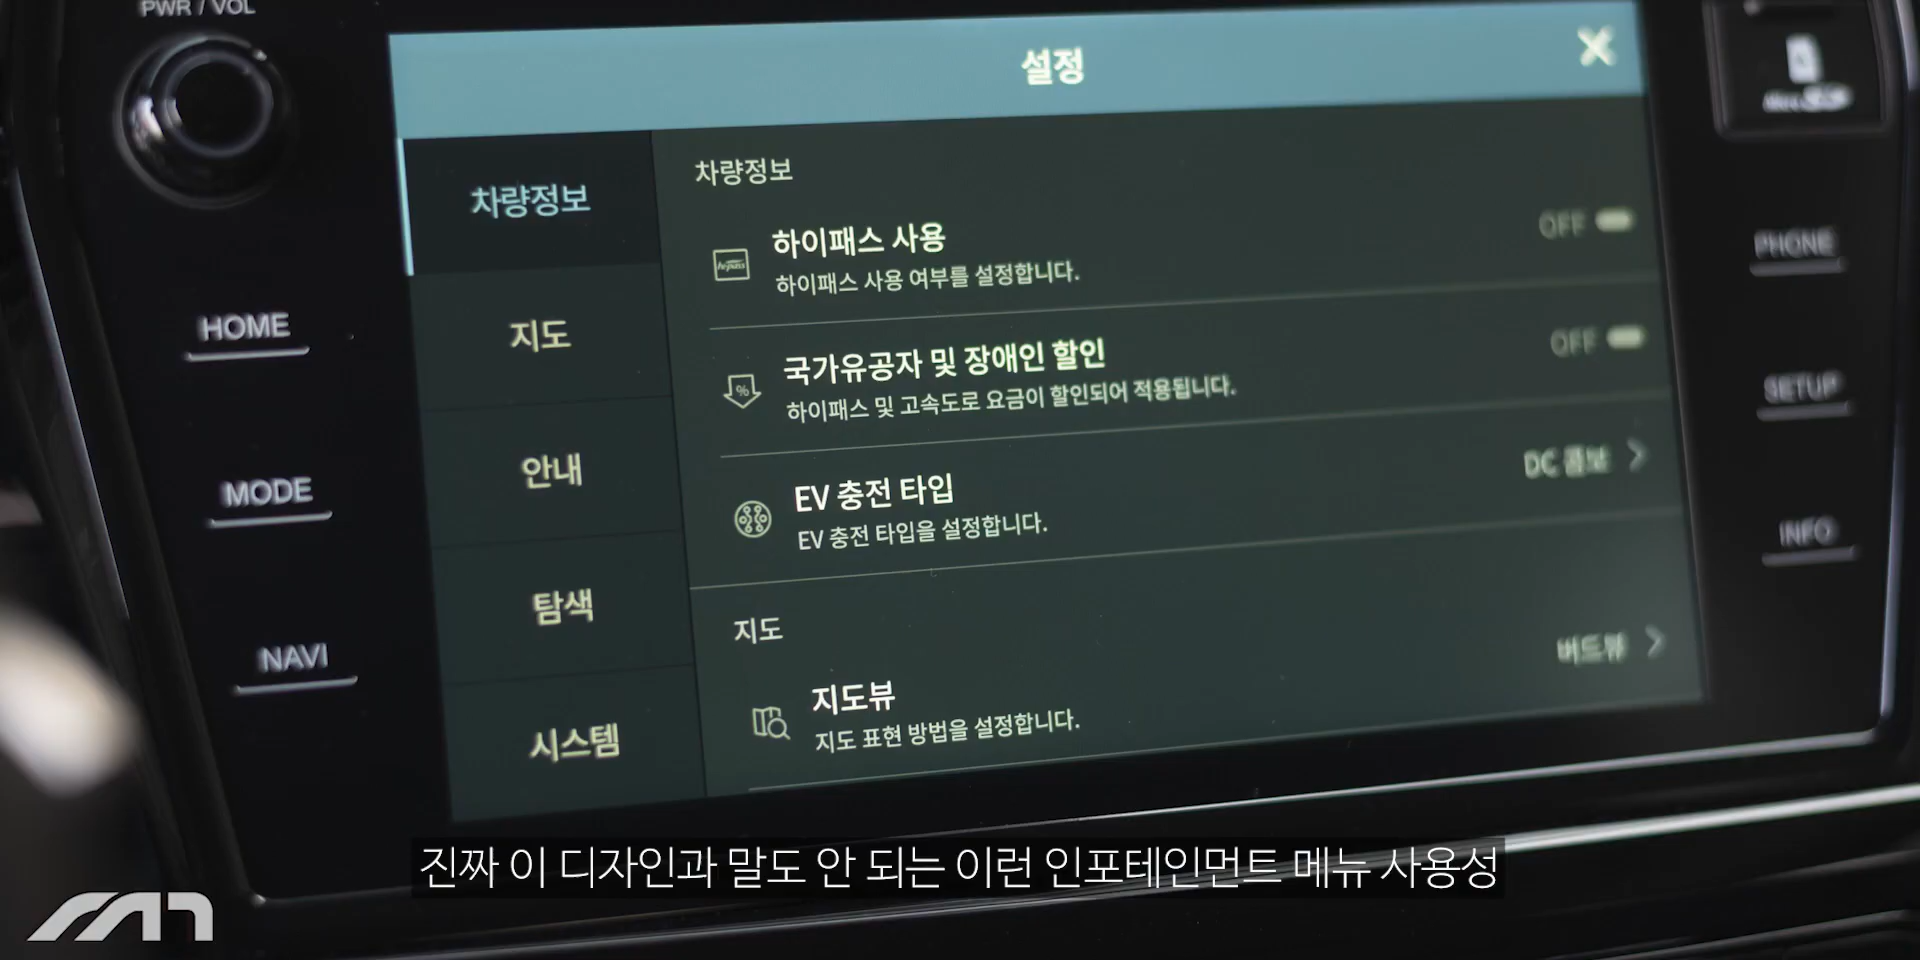 PWR / VOL
설정
차량정보
지도
안내
탐색
시스템
차량정보
하이패스 사용
하이패스 사용 여부를 설정합니다.
OFF
국가유공자 및 장애인 할인
하이패스 및 고속도로 요금이 할인되어 적용됩니다.
OFF
EV 충전 타입
EV 충전 타입을 설정합니다.
DC 콤보
지도
지도뷰
지도 표현 방법을 설정합니다.
버드뷰
HOME
MODE
NAVI
PHONE
SETUP
INFO
진짜 이 디자인과 말도 안 되는 이런 인포테인먼트 메뉴 사용성